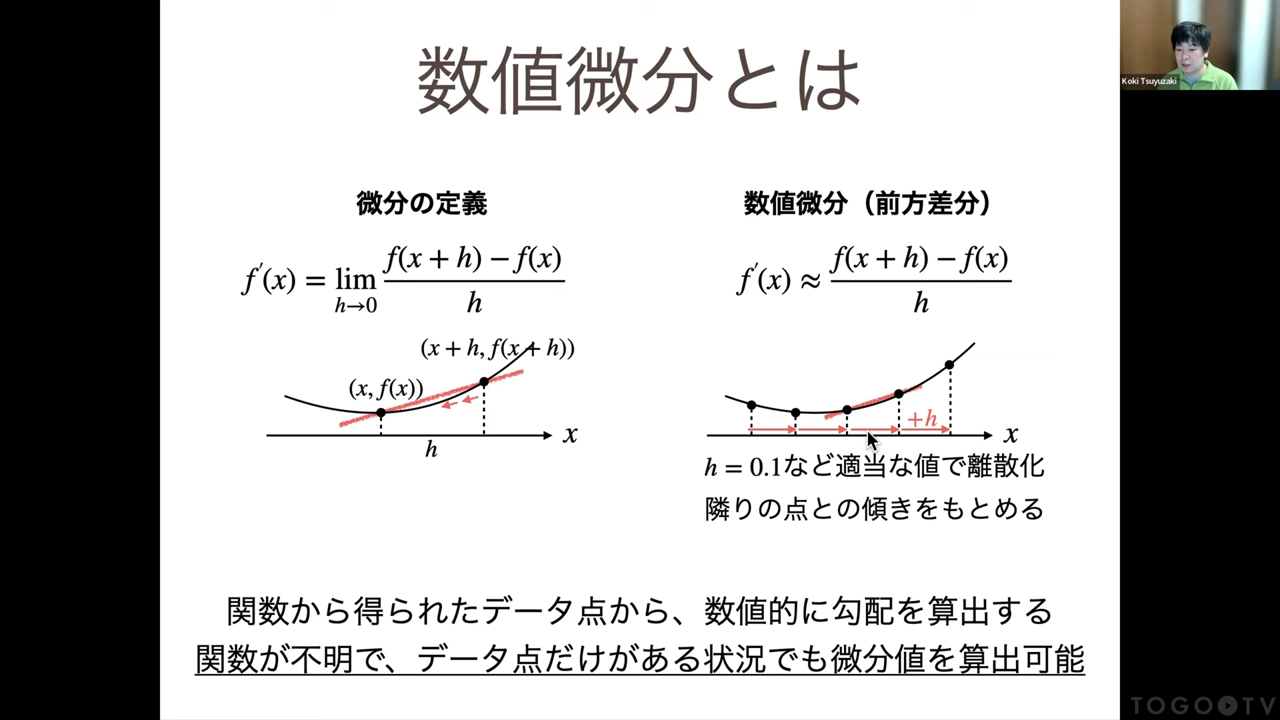 数値微分とは
Koki Tsuyuzaki
微分の定義
f′(x) = lim h→0 f(x + h) − f(x) / h
(x + h, f(x + h))
(x, f(x))
h
x
数値微分（前方差分）
f′(x) ≈ f(x + h) − f(x) / h
+h
x
h = 0.1など適当な値で離散化
隣りの点との傾きをもとめる
関数から得られたデータ点から、数値的に勾配を算出する
関数が不明で、データ点だけがある状況でも微分値を算出可能
TOGO TV